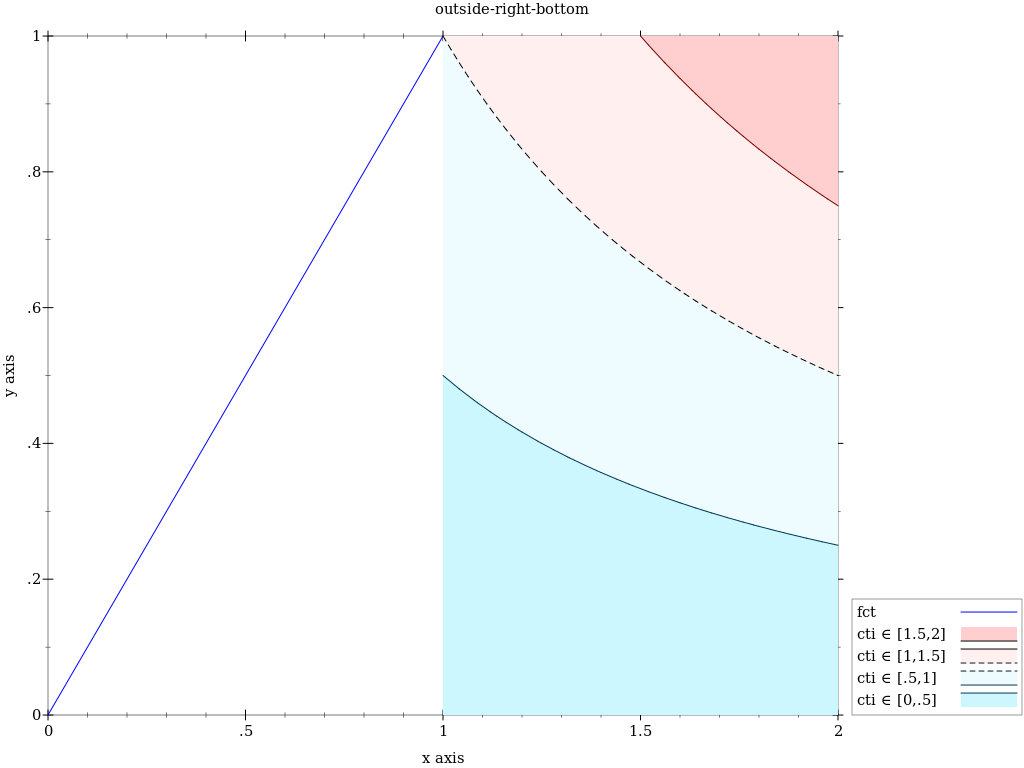 outside-right-bottom
1
.8
.6
.4
.2
0
y axis
0 .5 1 1.5 2
x axis
fct
cti ∈ [1.5,2]
cti ∈ [1,1.5]
cti ∈ [.5,1]
cti ∈ [0,.5]